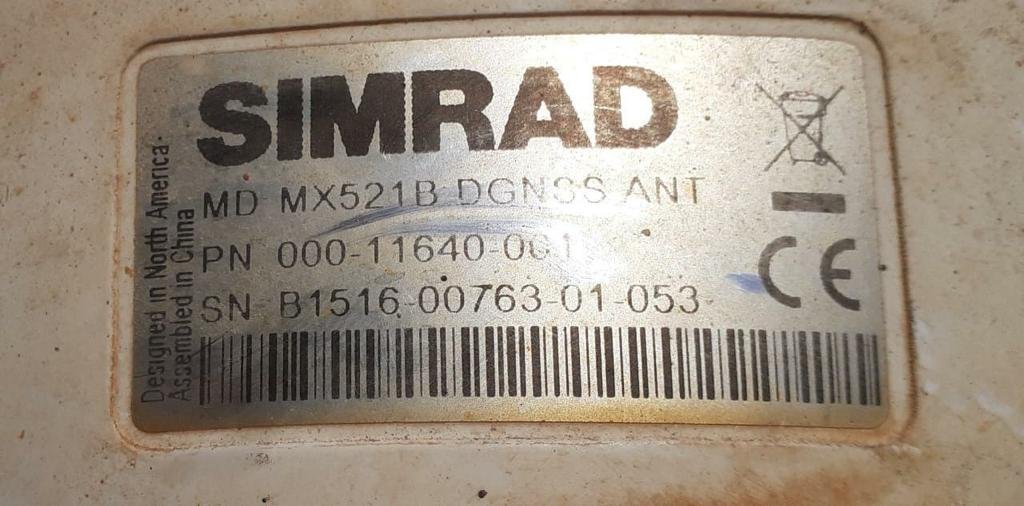 SIMRAD
MD MX521B DGNSS ANT
PN 000-11640-001
SN B1516-00763-01-053
Designed in North America
Assembled in China
CE